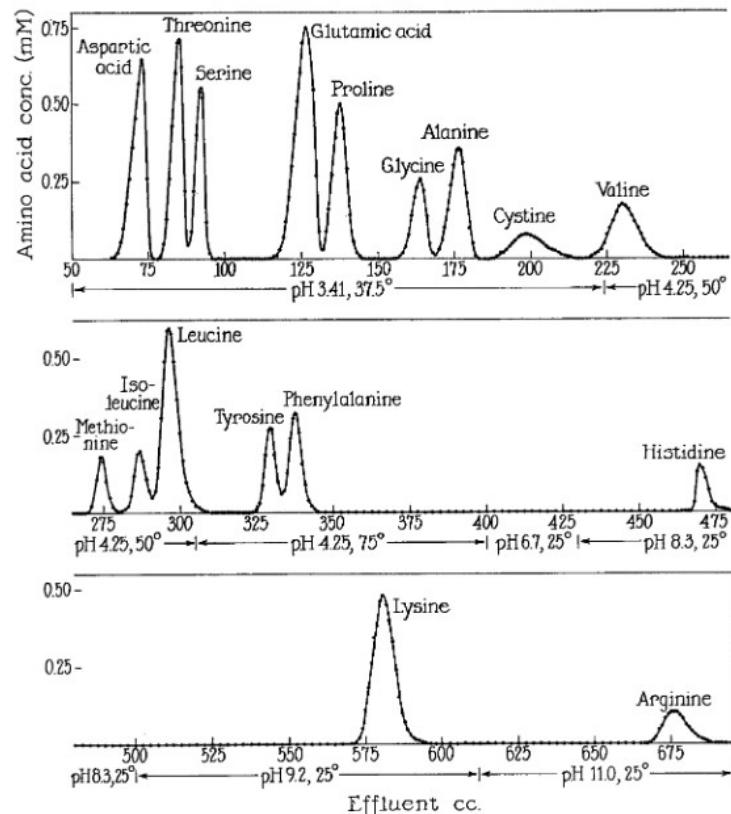 Amino acid conc. (mM)
0.75
0.50
0.25
Aspartic
acid
Threonine
Serine
Glutamic acid
Proline
Glycine
Alanine
Cystine
Valine
50 75 100 125 150 175 200 225 250
pH 3.41, 37.5° pH 4.25, 50°
0.50
0.25
Methio-
nine
Iso-
leucine
Leucine
Tyrosine
Phenylalanine
Histidine
275 300 325 350 375 400 425 450 475
pH 4.25, 50° pH 4.25, 75° pH 6.7, 25° pH 8.3, 25°
0.50
0.25
Lysine
Arginine
500 525 550 575 600 625 650 675
pH 8.3, 25° pH 9.2, 25° pH 11.0, 25°
Effluent cc.